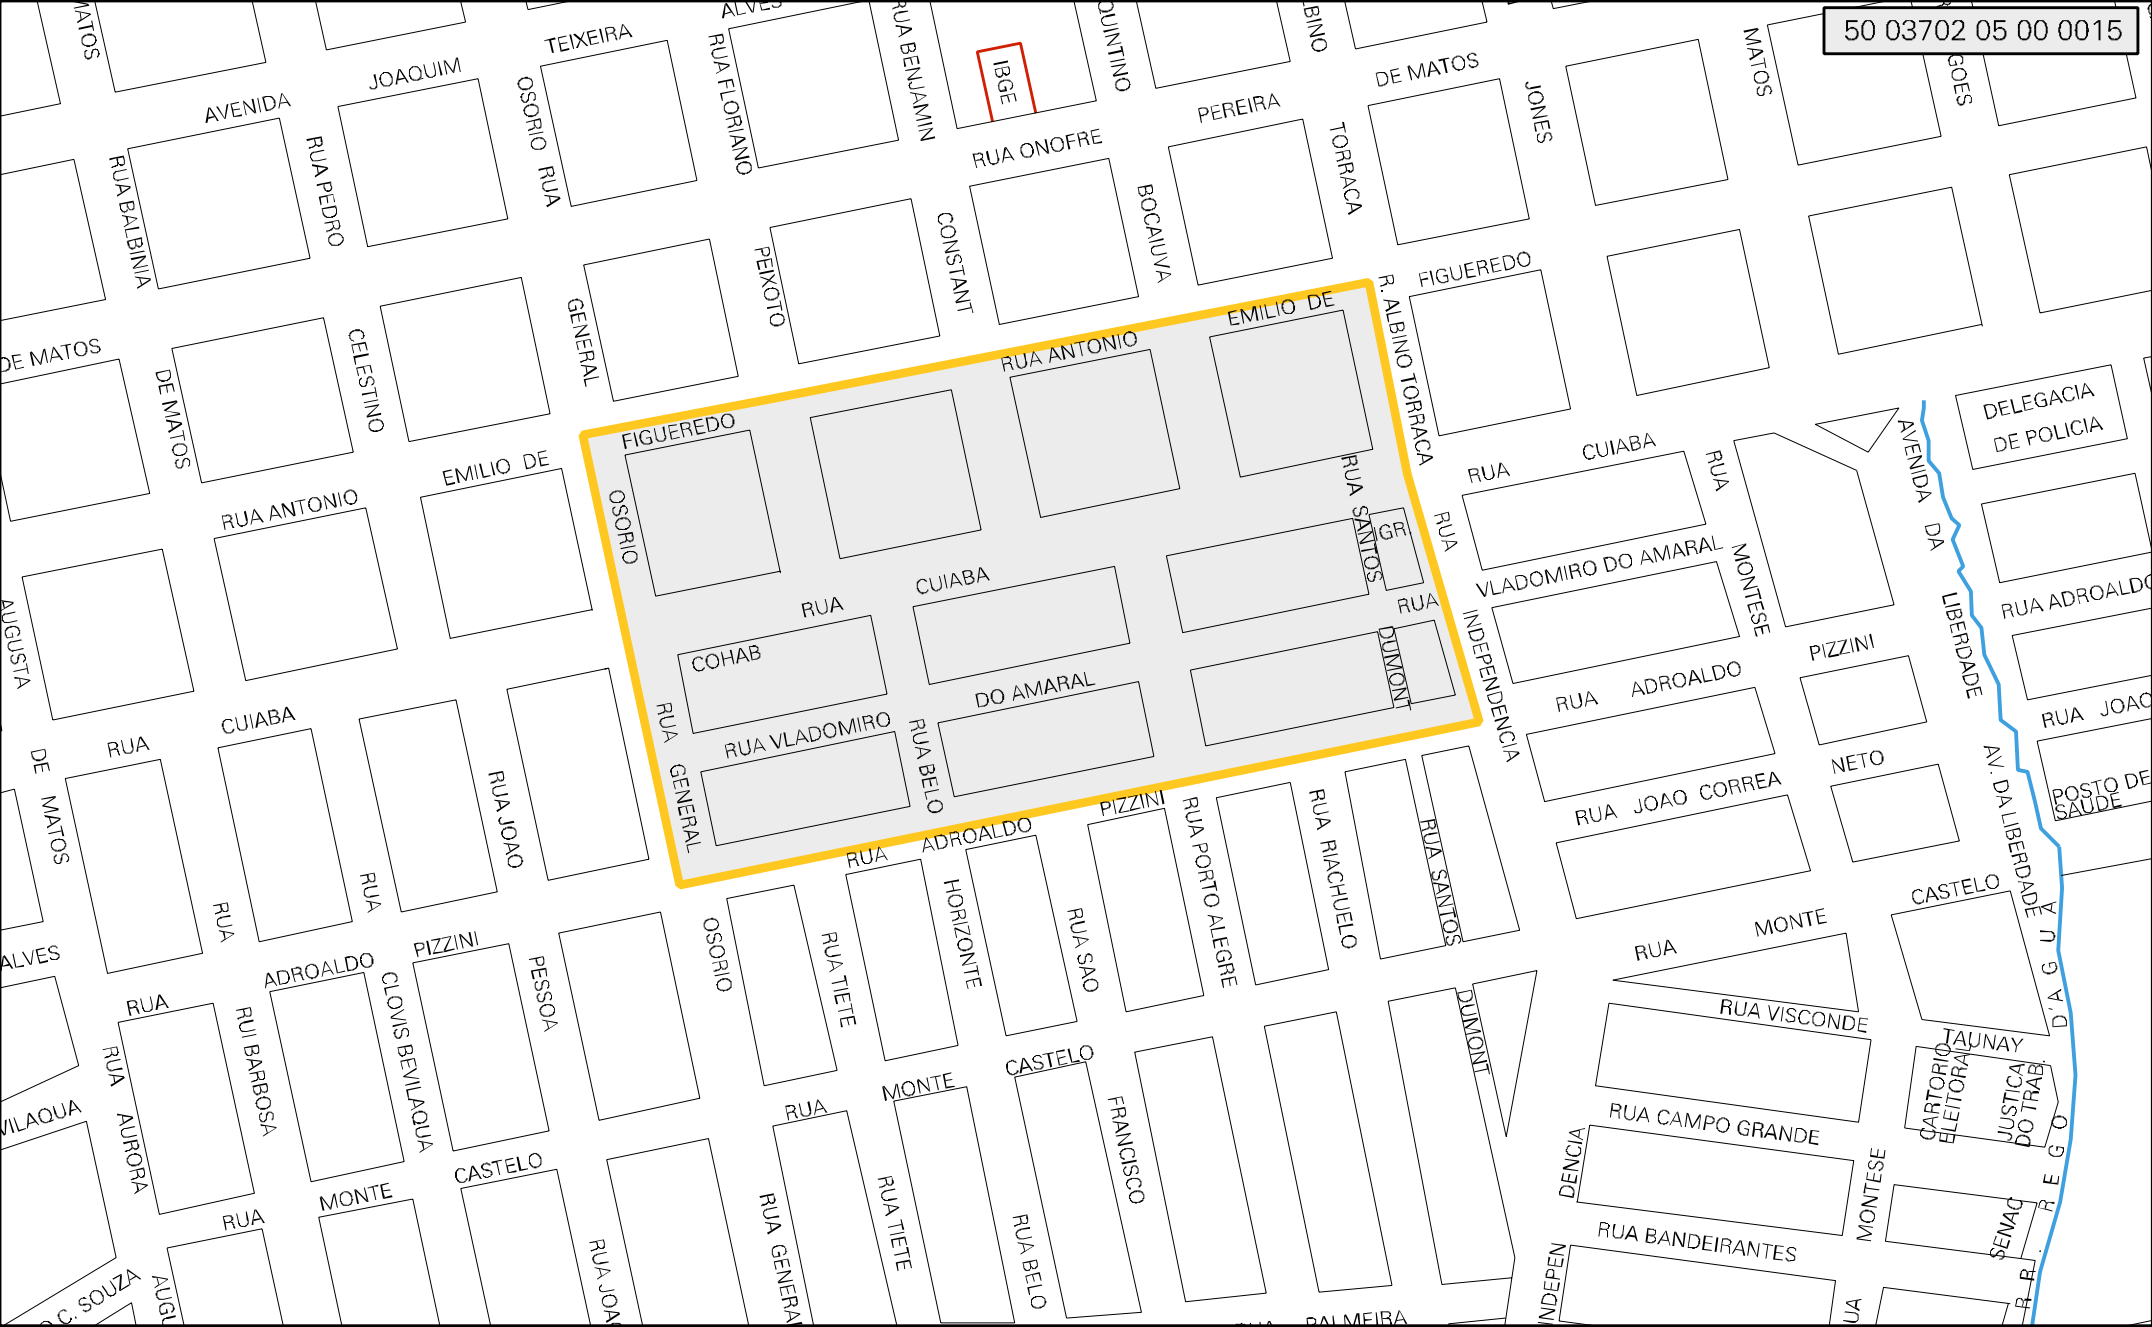 50 03702 05 00 0015
MATOS
TEIXEIRA
ALVES
RUA BENJAMIN
IBGE
QUINTINO
JOAQUIM
AVENIDA
OSORIO RUA
RUA FLORIANO
DE MATOS
JONES
MATOS
PEREIRA
RUA ONOFRE
TORRACA
RUA PEDRO
RUA BALBINIA
BOCAIUVA
CONSTANT
PEIXOTO
GENERAL
CELESTINO
DE MATOS
DE MATOS
FIGUEREDO
R. ALBINO TORRACA
EMILIO DE
RUA ANTONIO
FIGUEREDO
EMILIO DE
RUA ANTONIO
OSORIO
DELEGACIA
DE POLICIA
AVENIDA DA
LIBERDADE
RUA CUIABA
RUA
MONTESE
RUA SANTOS
GR.
RUA
RUA
DUMONT
INDEPENDENCIA
VLADOMIRO DO AMARAL
RUA CUIABA
COHAB
DO AMARAL
RUA VLADOMIRO
RUA BELO
RUA
GENERAL
RUA ADROALDO
PIZZINI
RUA ADROALDO
RUA JOAO
AUGUSTA
DE MATOS
RUA CUIABA
RUA JOAO
RUA
RUA
NETO
RUA JOAO CORREA
AV. DA LIBERDADE
POSTO DE
SAUDE
PIZZINI
ADROALDO
RUA
RUA PORTO ALEGRE
RUA RIACHUELO
RUA SANTOS
HORIZONTE
RUA SAO
OSORIO
RUA TIETE
CASTELO
MONTE
RUA
ALVES
ADROALDO
PIZZINI
RUA
RUA
AURORA
RUI BARBOSA
CLOVIS BEVILAQUA
PESSOA
DUMONT
RUA VISCONDE
TAUNAY
CARTORIO
ELEITORAL
JUSTICA
DO TRAB.
RUA CAMPO GRANDE
CASTELO
MONTE
RUA
FRANCISCO
DENCIA
MONTESE
SENAC
R R. REGO D'AGUA
RUA BANDEIRANTES
CASTELO
MONTE
RUA
RUA GENERAL
RUA TIETE
RUA BELO
INDEPEN
C. SOUZA
PALMEIRA